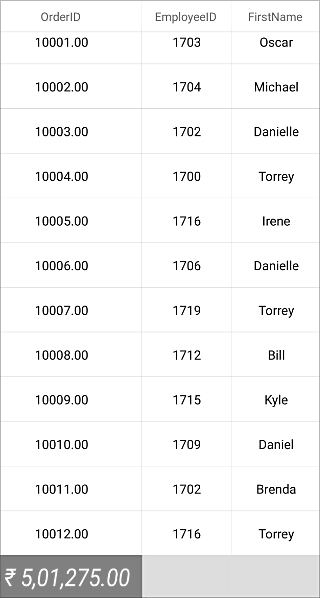 OrderID EmployeeID FirstName
10001.00 1703 Oscar
10002.00 1704 Michael
10003.00 1702 Danielle
10004.00 1700 Torrey
10005.00 1716 Irene
10006.00 1706 Danielle
10007.00 1719 Torrey
10008.00 1712 Bill
10009.00 1715 Kyle
10010.00 1709 Daniel
10011.00 1702 Brenda
10012.00 1716 Torrey
₹ 5,01,275.00